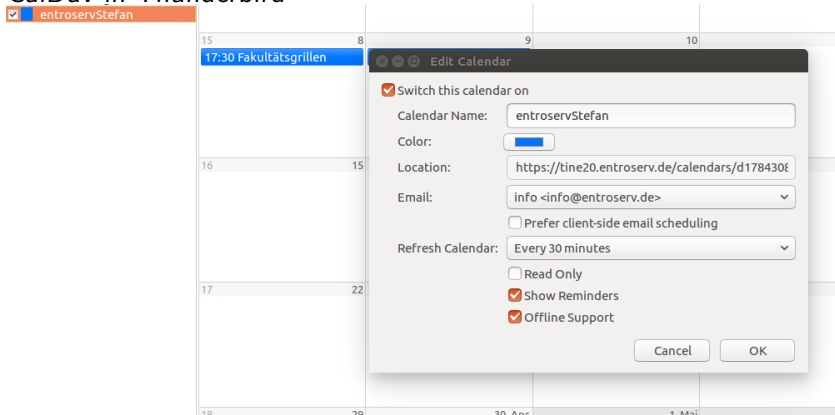 CalDav in Thunderbird
entroservStefan
15 8 9 10
17:30 Fakultätsgrillen
Edit Calendar
Switch this calendar on
Calendar Name: entroservStefan
Color:
Location: https://tine20.entroserv.de/calendars/d1784308
16 15
Email: info <info@entroserv.de>
Prefer client-side email scheduling
Refresh Calendar: Every 30 minutes
Read Only
17 22
Show Reminders
Offline Support
Cancel OK
18 29 30. Apr 1. Mai